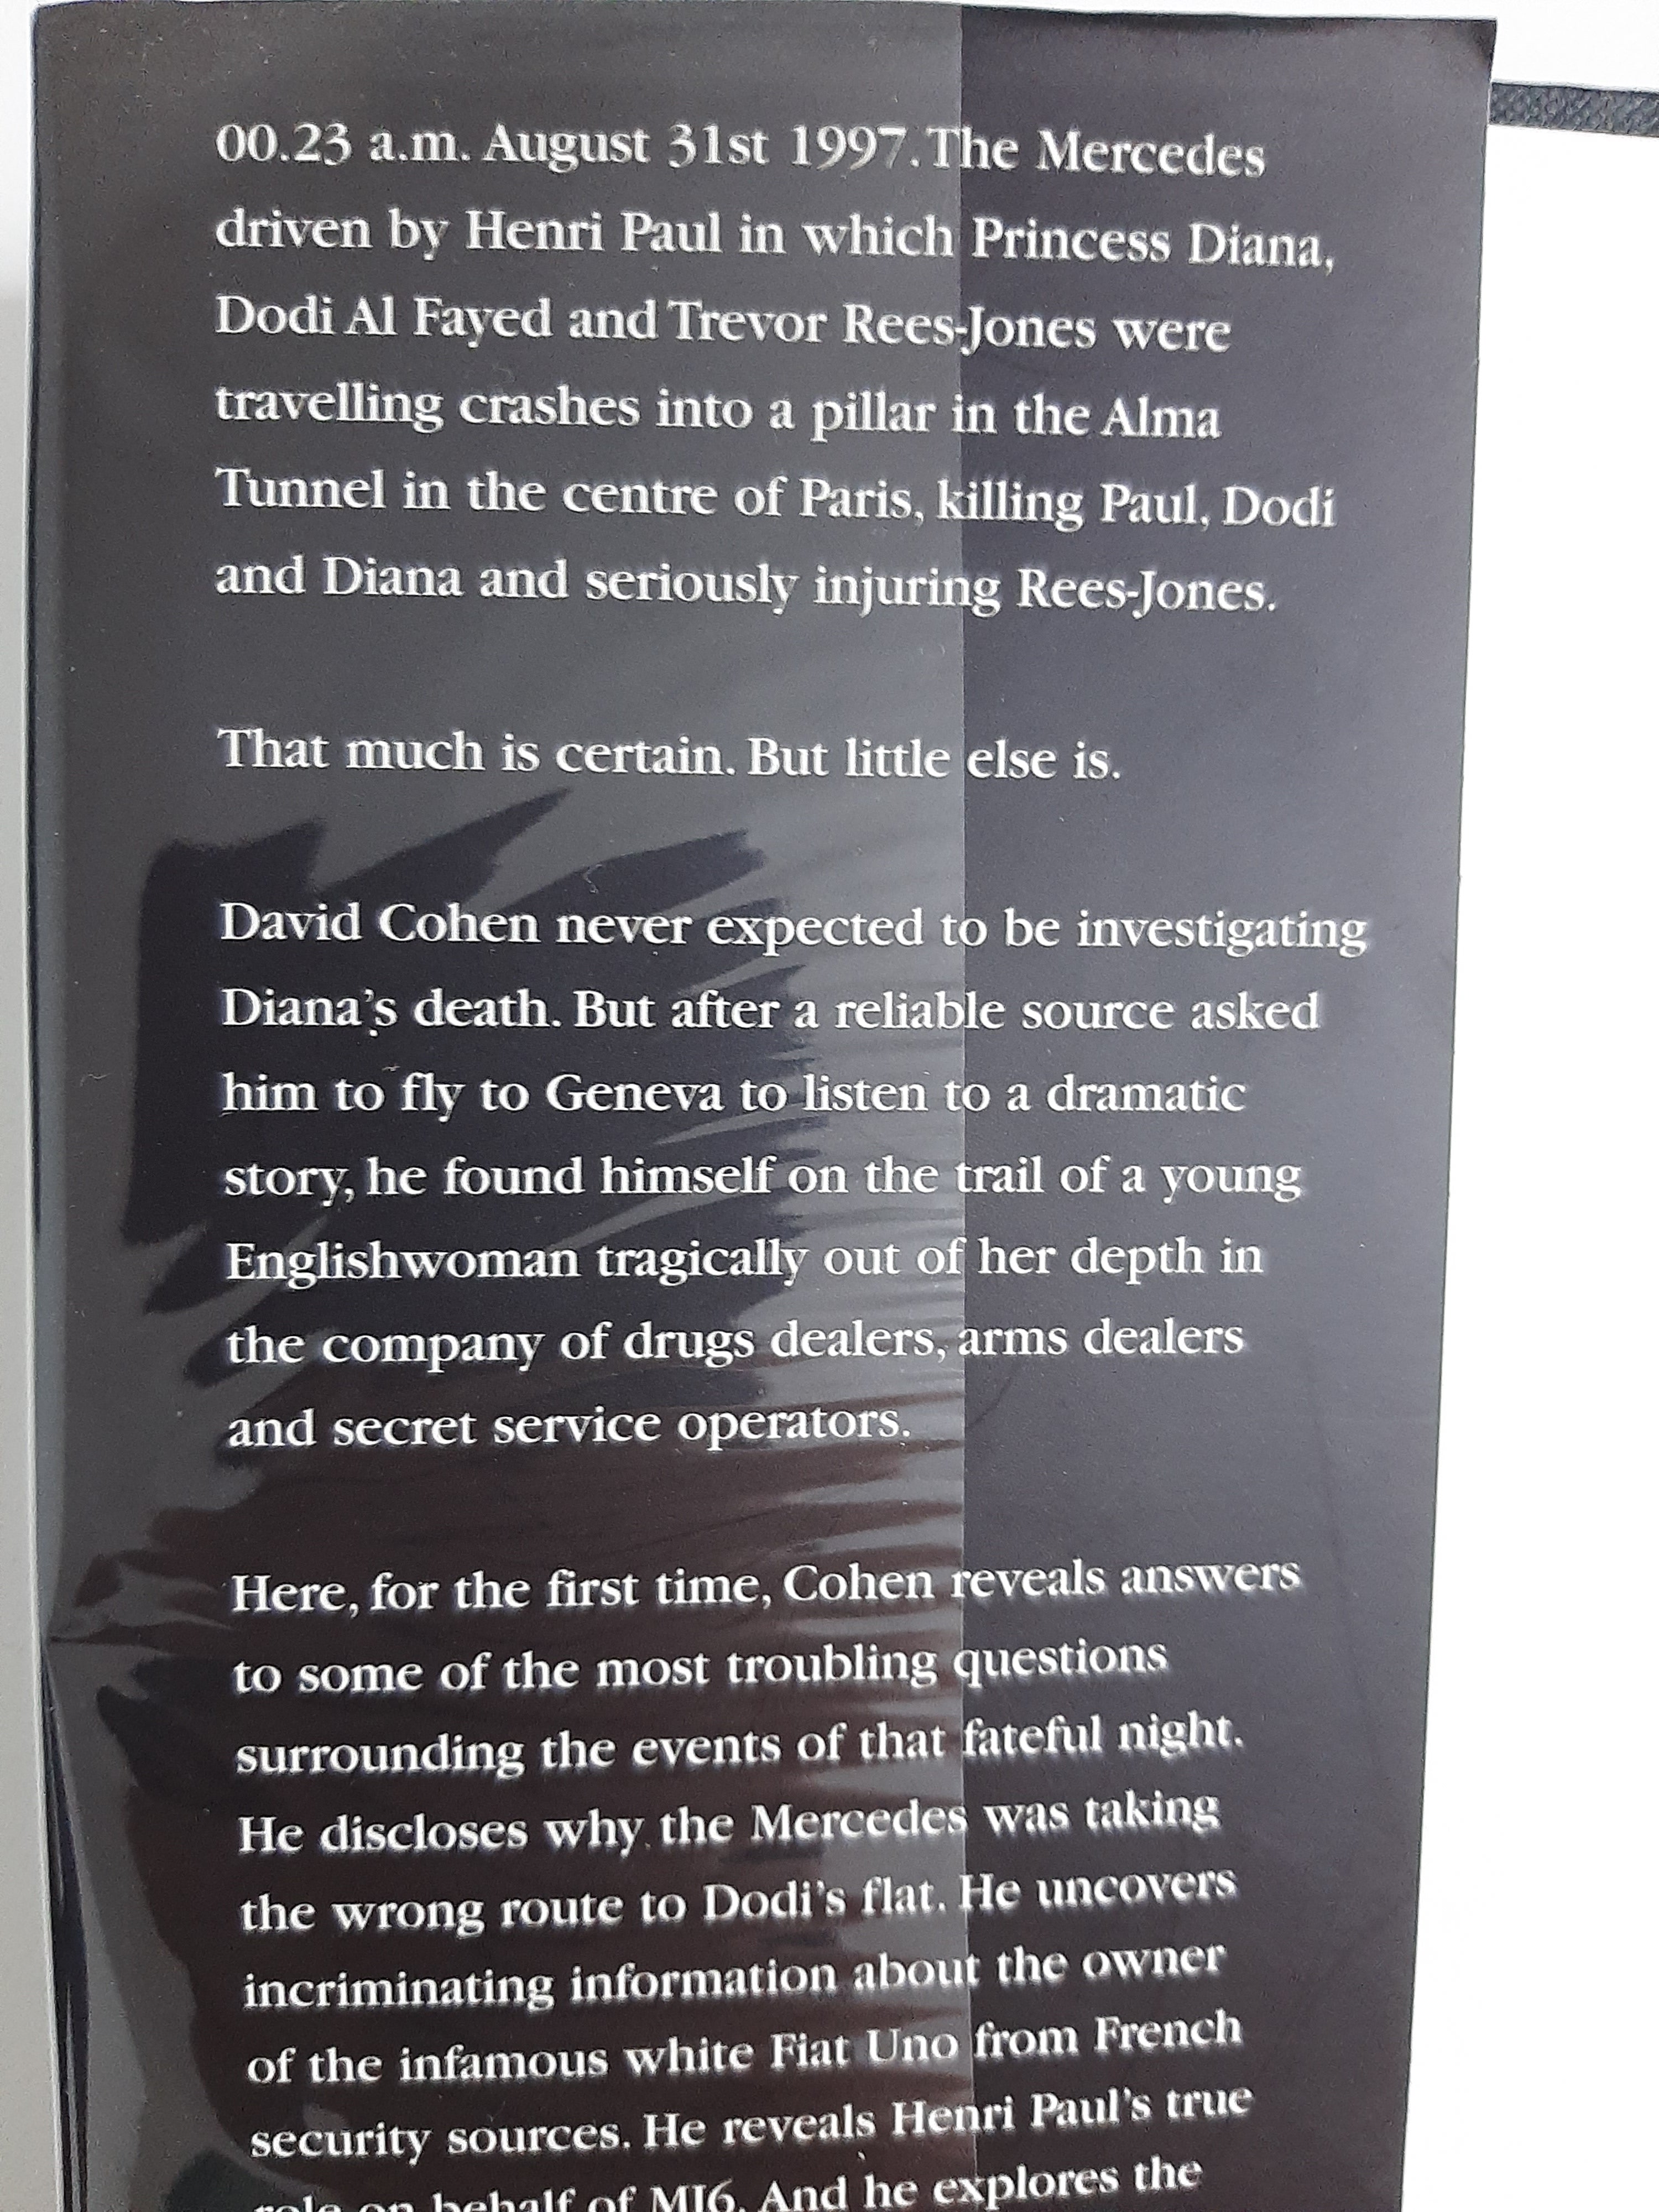 00.23 a.m. August 31st 1997. The Mercedes
driven by Henri Paul in which Princess Diana,
Dodi Al Fayed and Trevor Rees-Jones were
travelling crashes into a pillar in the Alma
Tunnel in the centre of Paris, killing Paul, Dodi
and Diana and seriously injuring Rees-Jones.
That much is certain. But little else is.
David Cohen never expected to be investigating
Diana's death. But after a reliable source asked
him to fly to Geneva to listen to a dramatic
story, he found himself on the trail of a young
Englishwoman tragically out of her depth in
the company of drugs dealers, arms dealers
and secret service operators.
Here, for the first time, Cohen reveals answers
to some of the most troubling questions
surrounding the events of that fateful night.
He discloses why the Mercedes was taking
the wrong route to Dodi's flat. He uncovers
incriminating information about the owner
of the infamous white Fiat Uno from French
security sources. He reveals Henri Paul's true
role on behalf of MI6. And he explores the